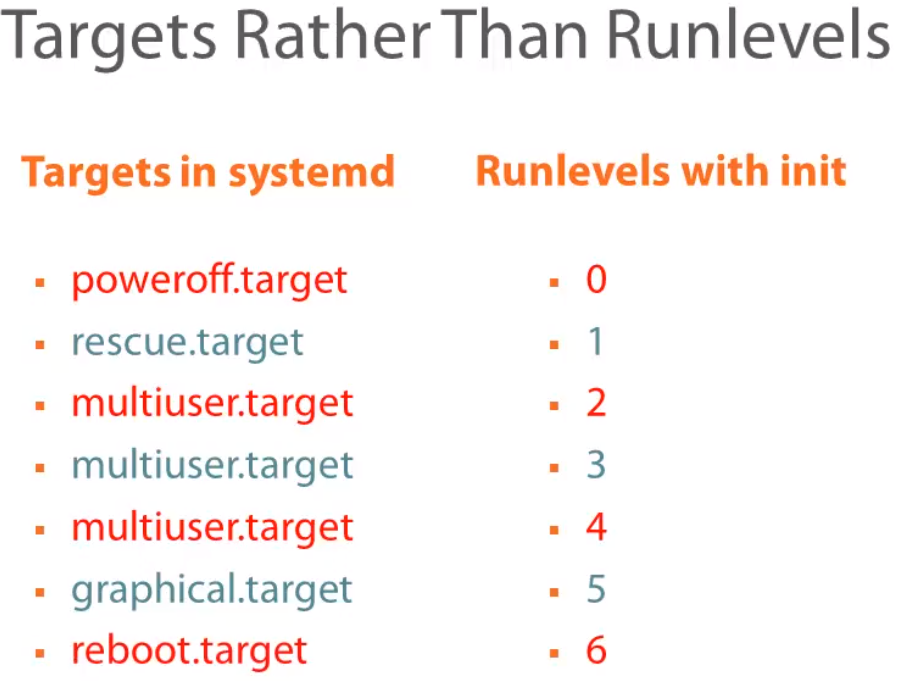 Targets Rather Than Runlevels
Targets in systemd
Runlevels with init
poweroff.target
0
rescue.target
1
multiuser.target
2
multiuser.target
3
multiuser.target
4
graphical.target
5
reboot.target
6